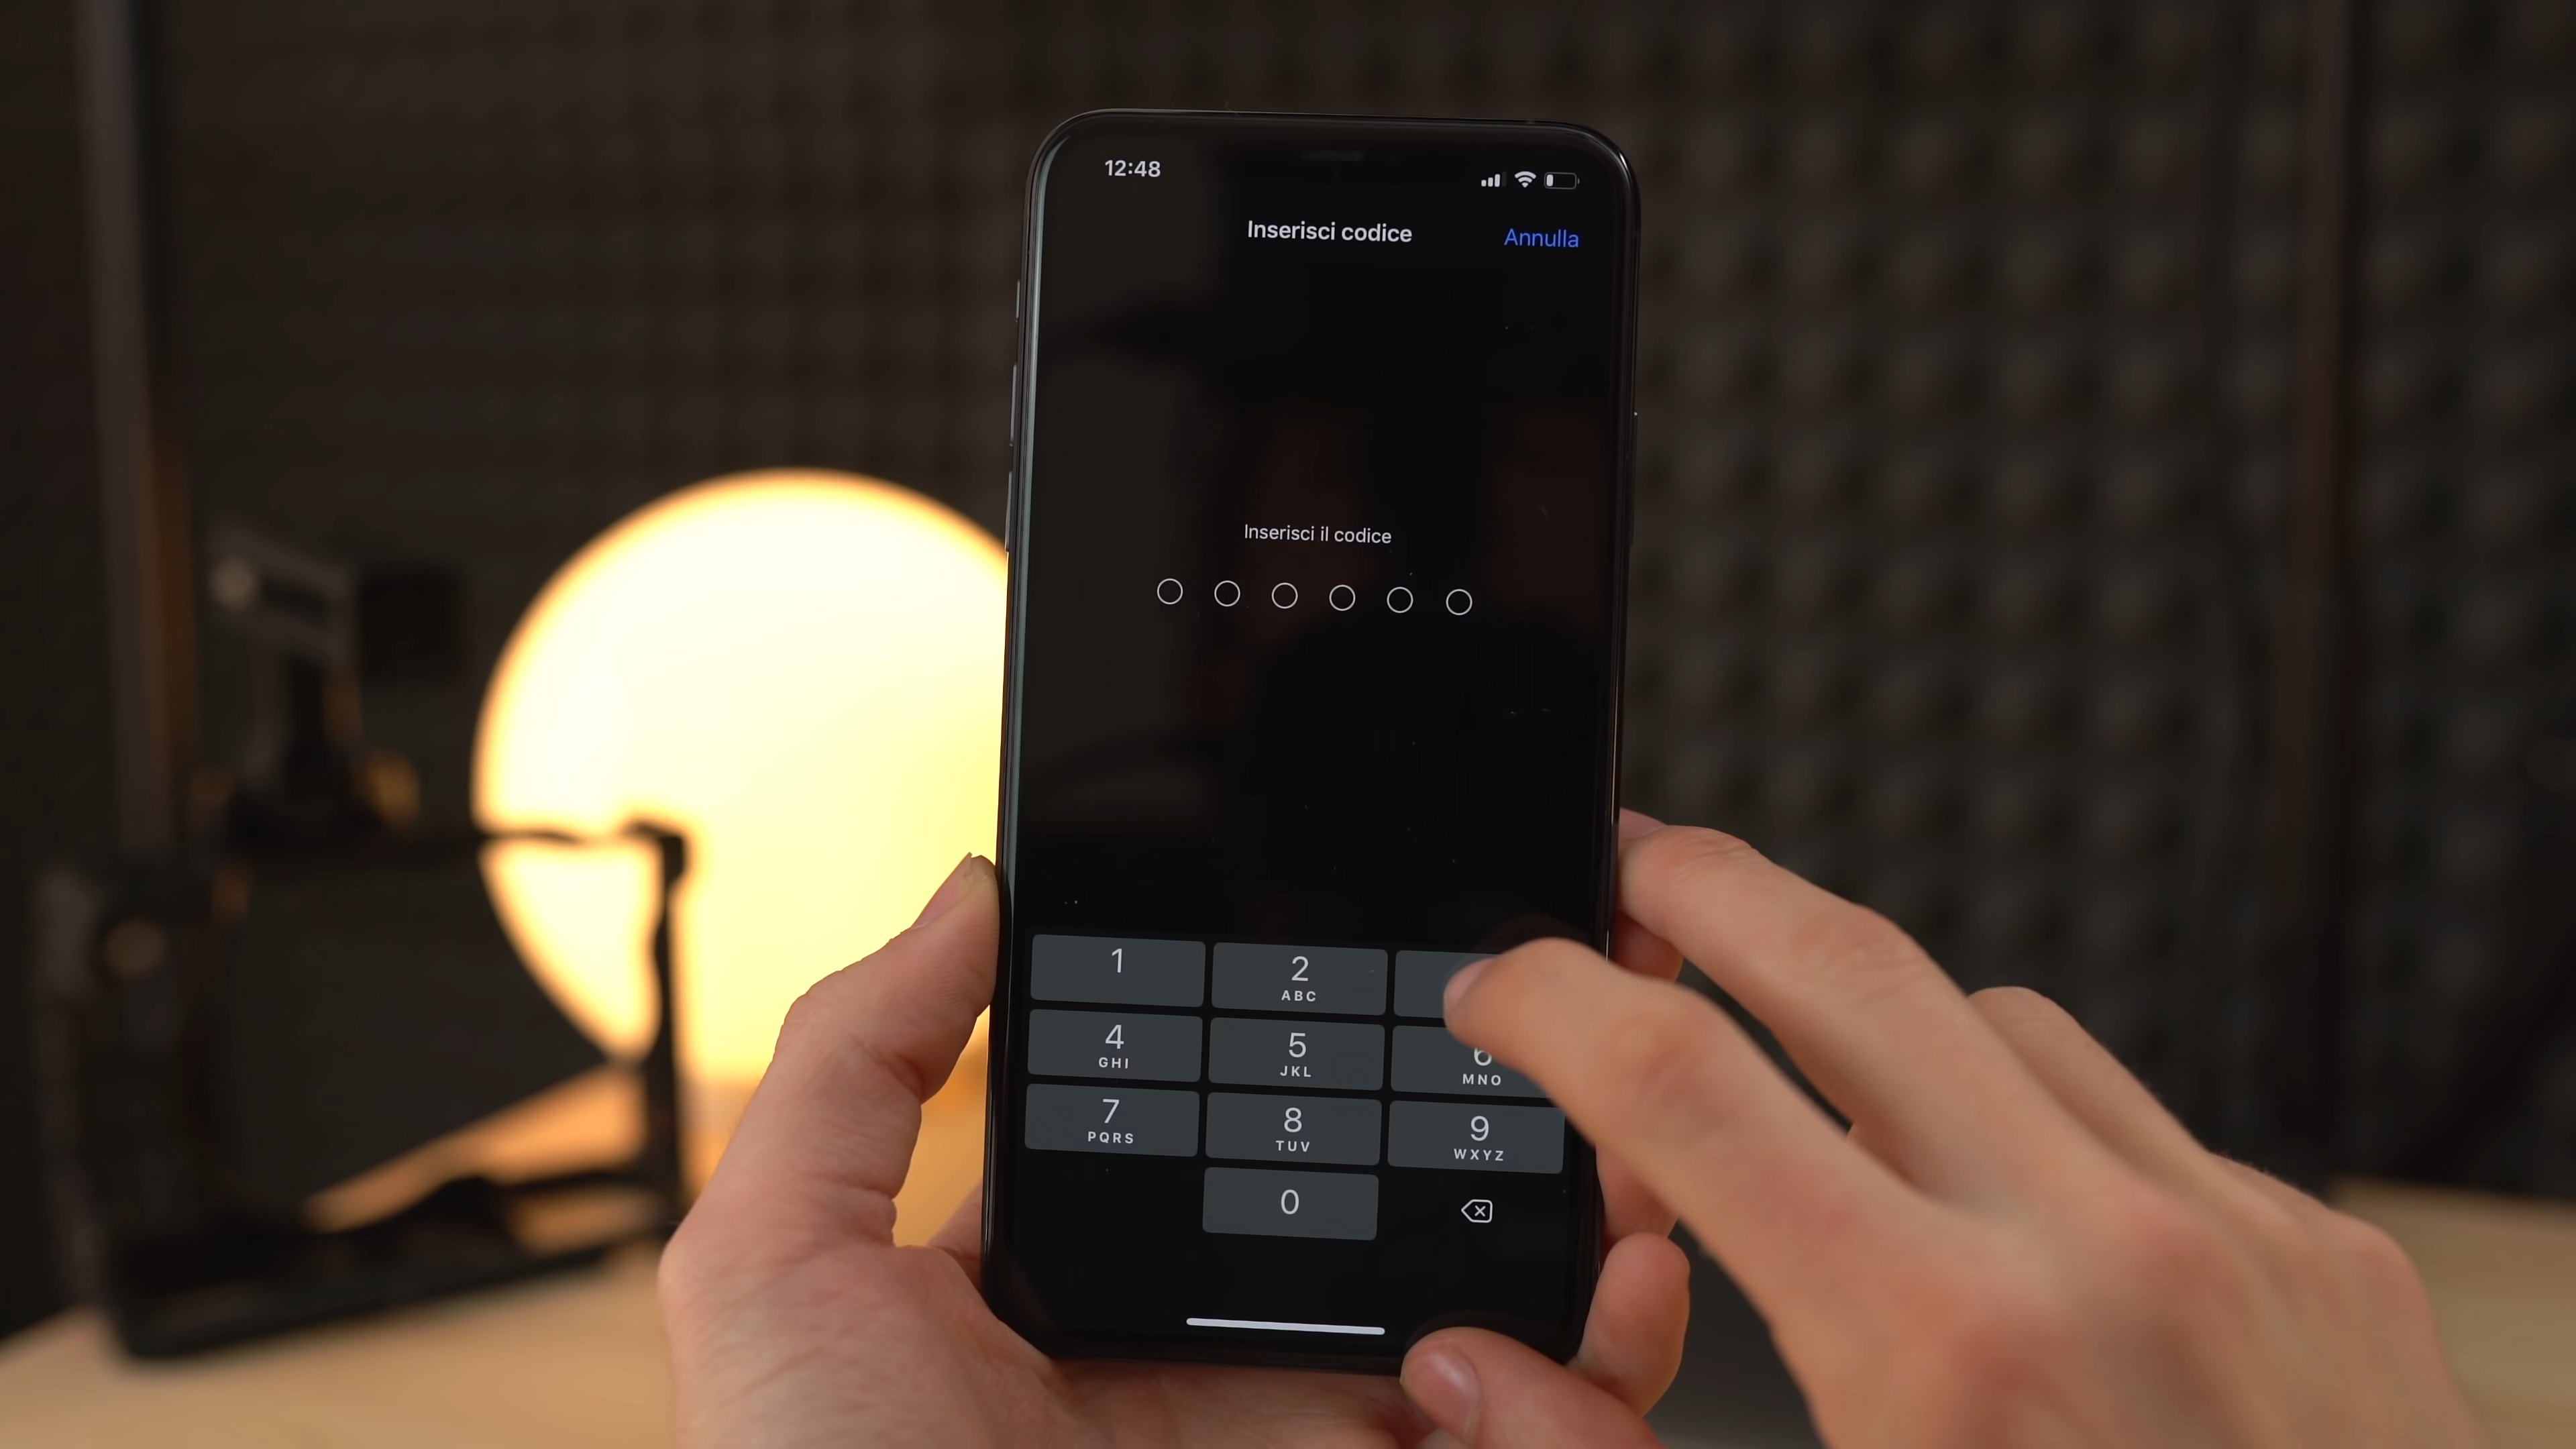 12:48
Inserisci codice
Annulla
Inserisci il codice
1
2
ABC
4
GHI
5
JKL
6
MNO
7
PQRS
8
TUV
9
WXYZ
0